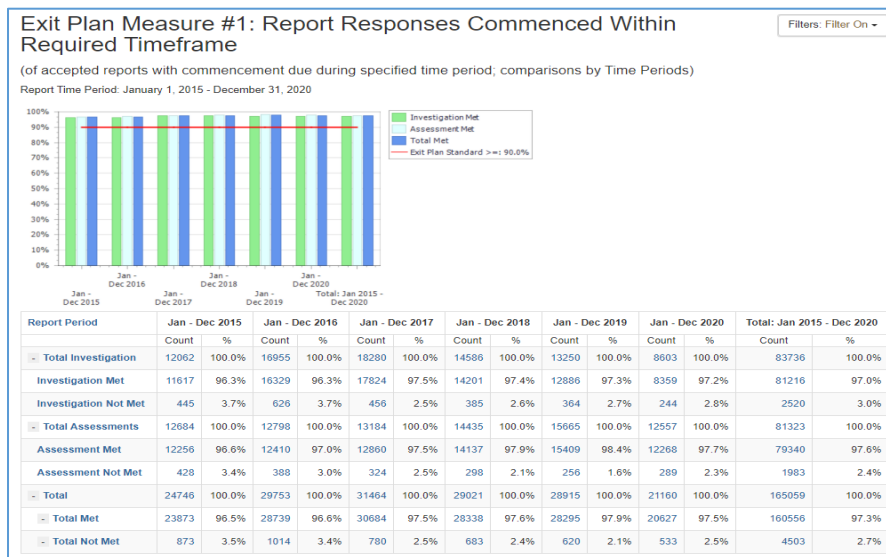 Exit Plan Measure #1: Report Responses Commenced Within
Required Timeframe
Filters: Filter On
(of accepted reports with commencement due during specified time period; comparisons by Time Periods)
Report Time Period: January 1, 2015 - December 31, 2020
100%
90%
80%
70%
60%
50%
40%
30%
20%
10%
0%
Jan -
Dec 2015
Jan -
Dec 2016
Jan -
Dec 2017
Jan -
Dec 2018
Jan -
Dec 2019
Jan -
Dec 2020
Total: Jan 2015 -
Dec 2020
Investigation Met
Assessment Met
Total Met
Exit Plan Standard >=: 90.0%
Report Period Jan - Dec 2015 Jan - Dec 2016 Jan - Dec 2017 Jan - Dec 2018 Jan - Dec 2019 Jan - Dec 2020 Total: Jan 2015 - Dec 2020
Count % Count % Count % Count % Count % Count % Count %
- Total Investigation 12062 100.0% 16955 100.0% 18280 100.0% 14586 100.0% 13250 100.0% 8603 100.0% 83736 100.0%
Investigation Met 11617 96.3% 16329 96.3% 17824 97.5% 14201 97.4% 12886 97.3% 8359 97.2% 81216 97.0%
Investigation Not Met 445 3.7% 626 3.7% 456 2.5% 385 2.6% 364 2.7% 244 2.8% 2520 3.0%
- Total Assessments 12684 100.0% 12798 100.0% 13184 100.0% 14435 100.0% 15665 100.0% 12557 100.0% 81323 100.0%
Assessment Met 12256 96.6% 12410 97.0% 12860 97.5% 14137 97.9% 15409 98.4% 12268 97.7% 79340 97.6%
Assessment Not Met 428 3.4% 388 3.0% 324 2.5% 298 2.1% 256 1.6% 289 2.3% 1983 2.4%
- Total 24746 100.0% 29753 100.0% 31464 100.0% 29021 100.0% 28915 100.0% 21160 100.0% 165059 100.0%
- Total Met 23873 96.5% 28739 96.6% 30684 97.5% 28338 97.6% 28295 97.9% 20627 97.5% 160556 97.3%
- Total Not Met 873 3.5% 1014 3.4% 780 2.5% 683 2.4% 620 2.1% 533 2.5% 4503 2.7%